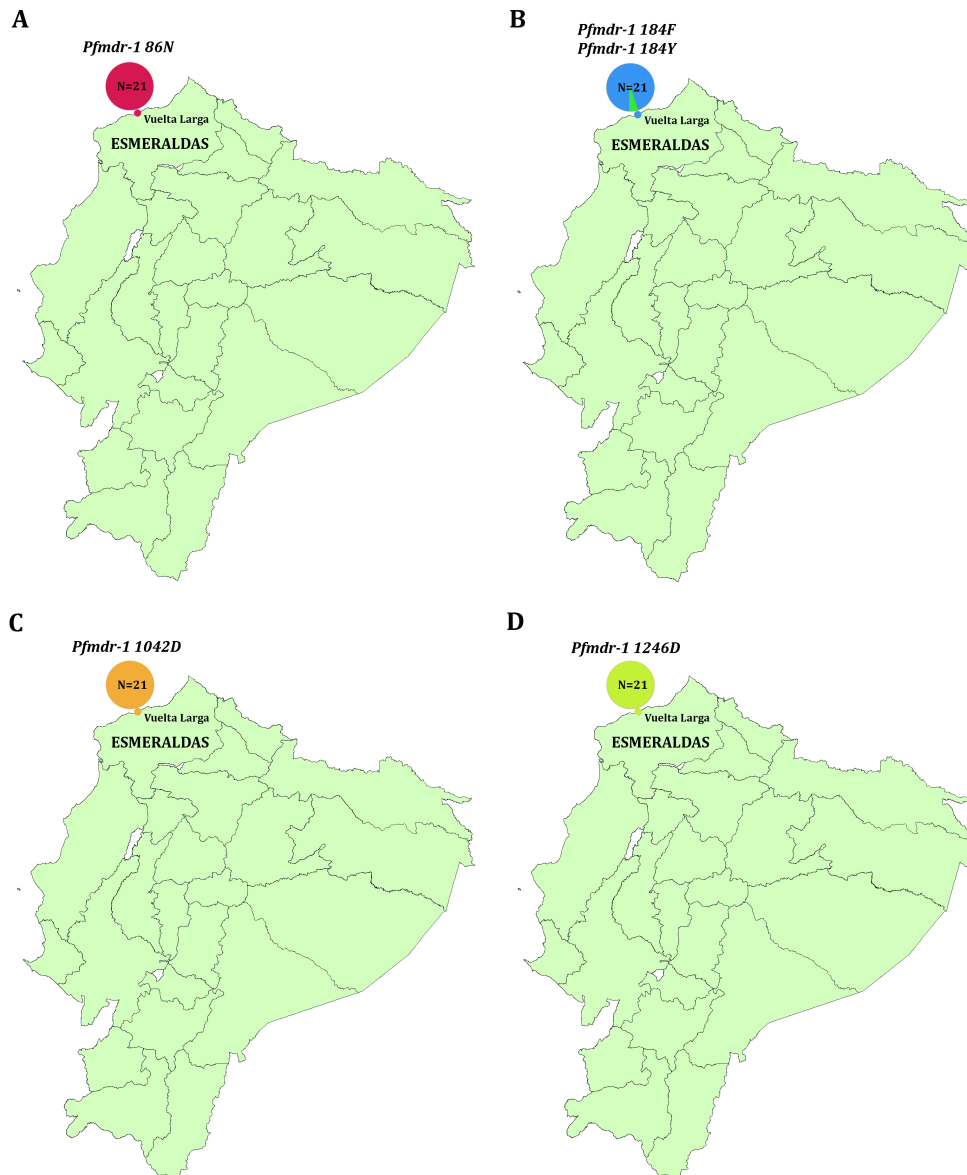 A
Pfmdr-1 86N
N=21
Vuelta Larga
ESMERALDAS
B
Pfmdr-1 184F
Pfmdr-1 184Y
N=21
Vuelta Larga
ESMERALDAS
C
Pfmdr-1 1042D
N=21
Vuelta Larga
ESMERALDAS
D
Pfmdr-1 1246D
N=21
Vuelta Larga
ESMERALDAS